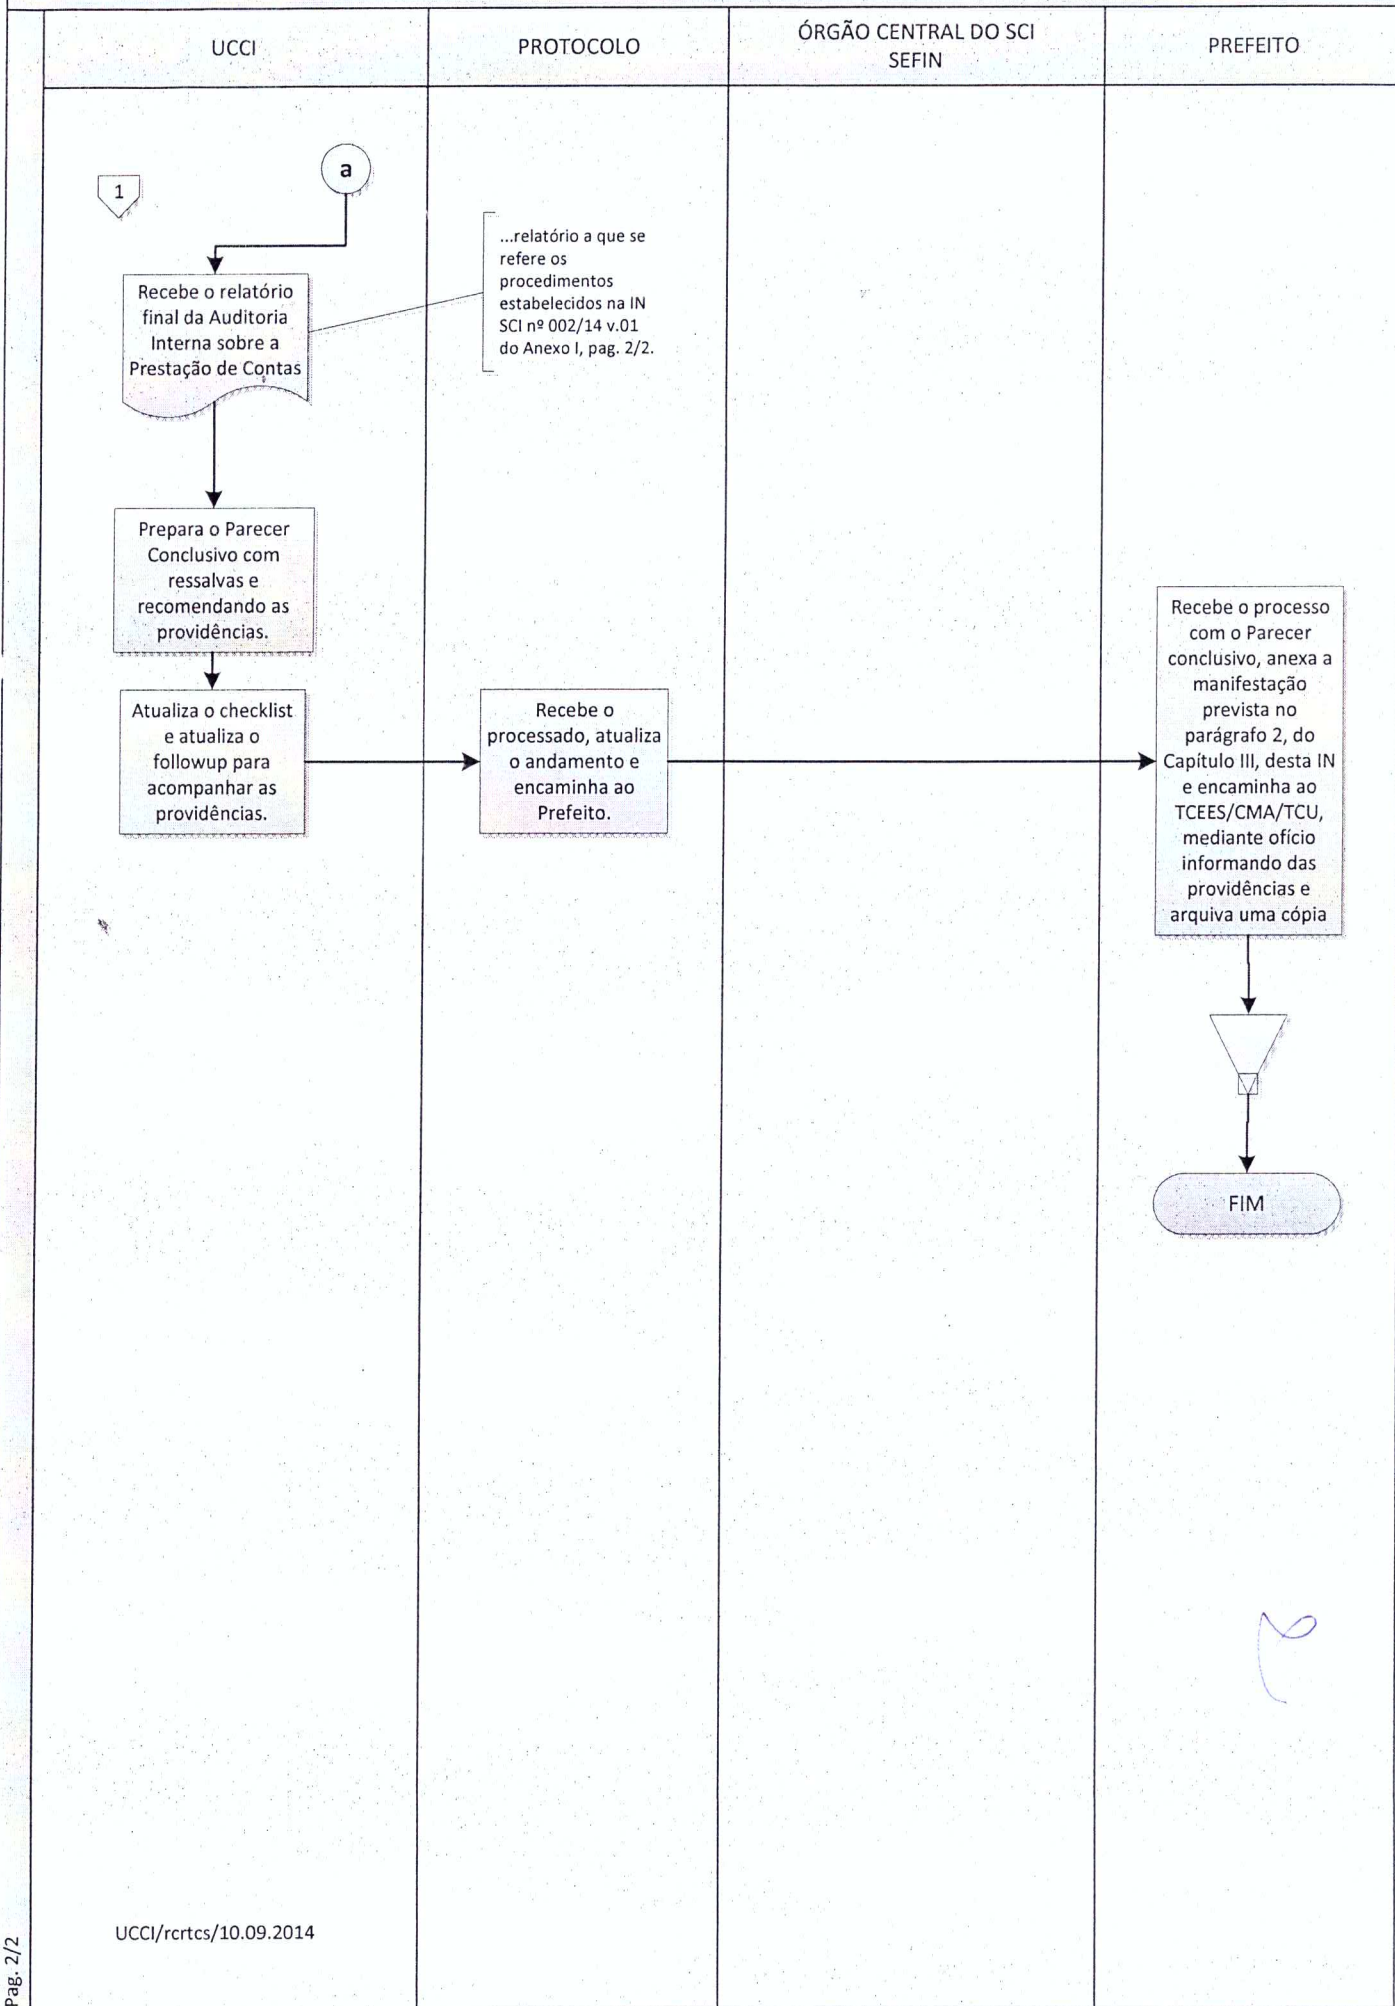 UCCI
PROTOCOLO
ÓRGÃO CENTRAL DO SCI
SEFIN
PREFEITO
1
a
Recebe o relatório
final da Auditoria
Interna sobre a
Prestação de Contas
...relatório a que se
refere os
procedimentos
estabelecidos na IN
SCI nº 002/14 v.01
do Anexo I, pag. 2/2.
Prepara o Parecer
Conclusivo com
ressalvas e
recomendando as
providências.
Atualiza o checklist
e atualiza o
followup para
acompanhar as
providências.
Recebe o
processado, atualiza
o andamento e
encaminha ao
Prefeito.
Recebe o processo
com o Parecer
conclusivo, anexa a
manifestação
prevista no
parágrafo 2, do
Capítulo III, desta IN
e encaminha ao
TCEES/CMA/TCU,
mediante ofício
informando das
providências e
arquiva uma cópia
FIM
UCCI/rcrtcs/10.09.2014
Pag. 2/2